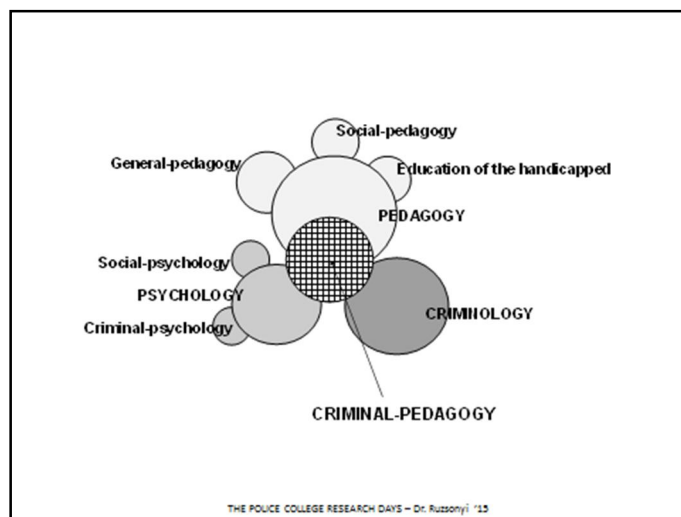 Social-pedagogy
General-pedagogy
Education of the handicapped
PEDAGOGY
Social-psychology
PSYCHOLOGY
CRIMINOLOGY
Criminal-psychology
CRIMINAL-PEDAGOGY
THE POLICE COLLEGE RESEARCH DAYS – Dr. Ruzsonyi '15